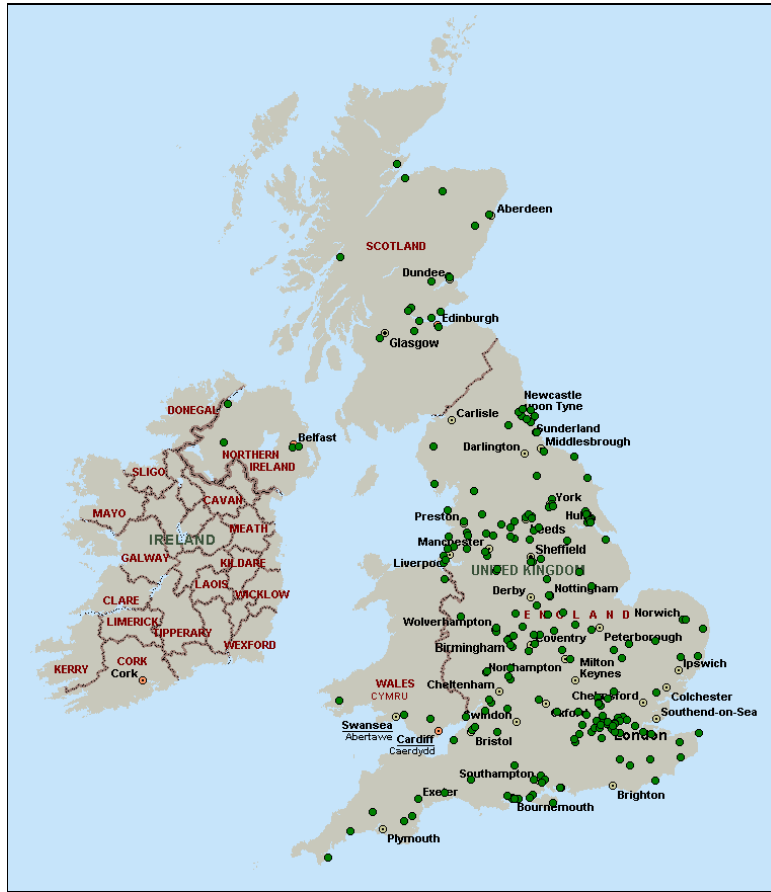 Aberdeen
SCOTLAND
Dundee
Edinburgh
Glasgow
Newcastle
upon Tyne
DONEGAL
Carlisle
Sunderland
Belfast
Middlesbrough
NORTHERN
IRELAND
Darlington
SLIGO
CAVAN
York
MAYO
Preston
Hull
MEATH
Leeds
IRELAND
Manchester
Sheffield
GALWAY
KILDARE
Liverpool
UNITED KINGDOM
LAOIS
Derby
Nottingham
WICKLOW
CLARE
ENGLAND
Norwich
LIMERICK
Wolverhampton
TIPPERARY
Coventry
Peterborough
WEXFORD
Birmingham
KERRY
CORK
Cork
Northampton
Milton
Keynes
Ipswich
WALES
CYMRU
Cheltenham
Colchester
Chelmsford
Swansea
Abertawe
Swindon
Oxford
Southend-on-Sea
Cardiff
Caerdydd
Bristol
London
Southampton
Exeter
Brighton
Bournemouth
Plymouth